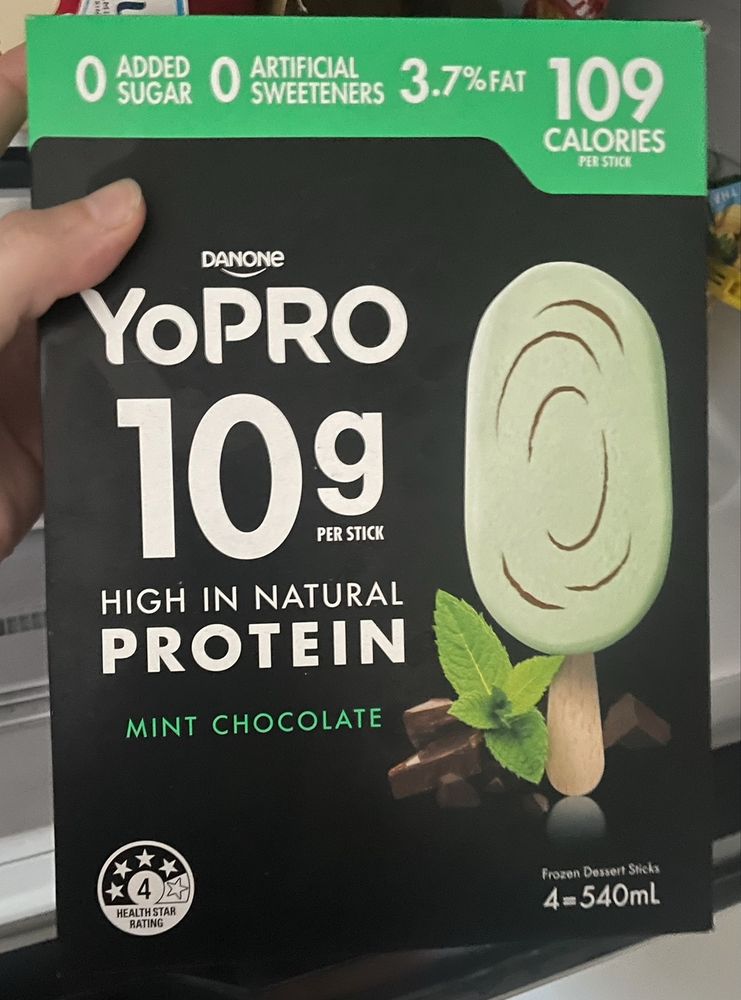 0 ADDED SUGAR
0 ARTIFICIAL SWEETENERS
3.7% FAT
109
CALORIES
PER STICK
DANONE
YOPRO
10g
PER STICK
HIGH IN NATURAL
PROTEIN
MINT CHOCOLATE
4
HEALTH STAR
RATING
Frozen Dessert Sticks
4=540mL